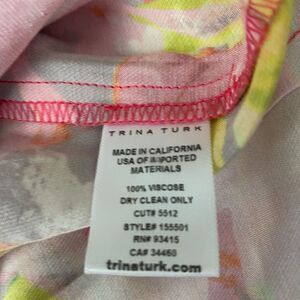 TRINA TURK
MADE IN CALIFORNIA
USA OF IMPORTED
MATERIALS
100% VISCOSE
DRY CLEAN ONLY
CUT# 5512
STYLE# 155501
RN# 93415
CA# 34460
trinaturk.com